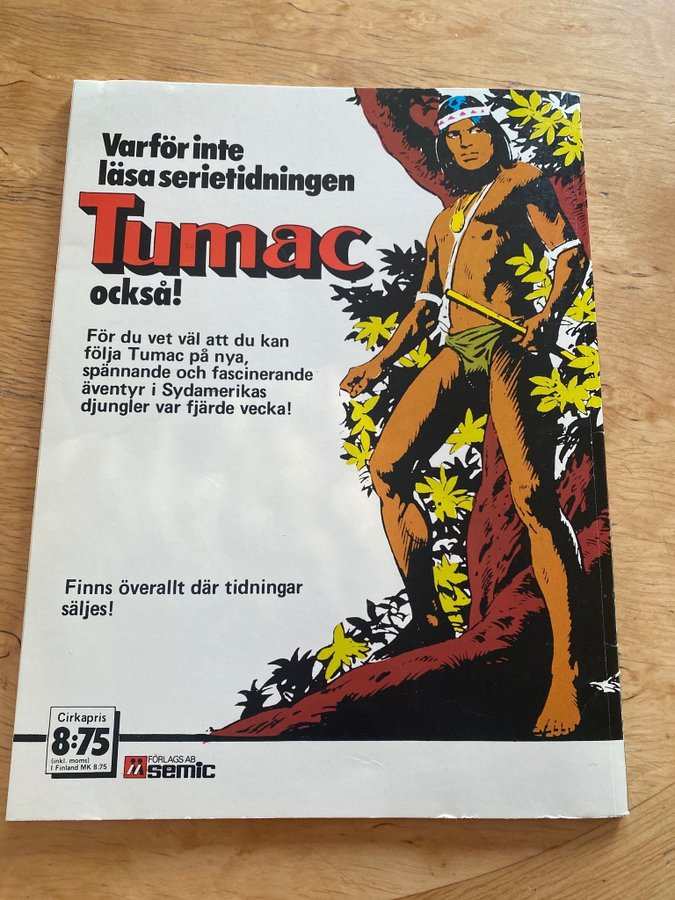 Varför inte
läsa serietidningen
Tumac
också!
För du vet väl att du kan
följa Tumac på nya,
spännande och fascinerande
äventyr i Sydamerikas
djungler var fjärde vecka!
Finns överallt där tidningar
säljes!
Cirkapris
8:75
(inkl. moms)
I Finland MK 8:75
FÖRLAGS AB
semic